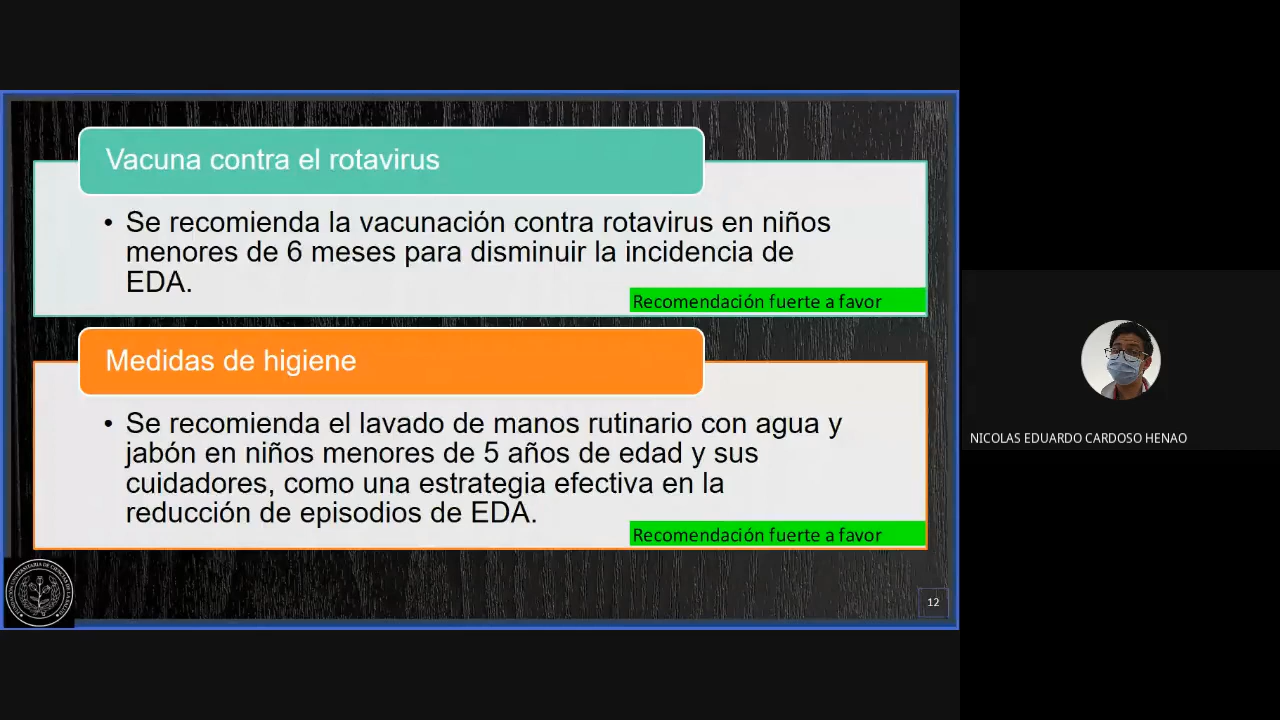 Vacuna contra el rotavirus
• Se recomienda la vacunación contra rotavirus en niños
menores de 6 meses para disminuir la incidencia de
EDA.
Recomendación fuerte a favor
Medidas de higiene
• Se recomienda el lavado de manos rutinario con agua y
jabón en niños menores de 5 años de edad y sus
cuidadores, como una estrategia efectiva en la
reducción de episodios de EDA.
Recomendación fuerte a favor
12
NICOLAS EDUARDO CARDOSO HENAO